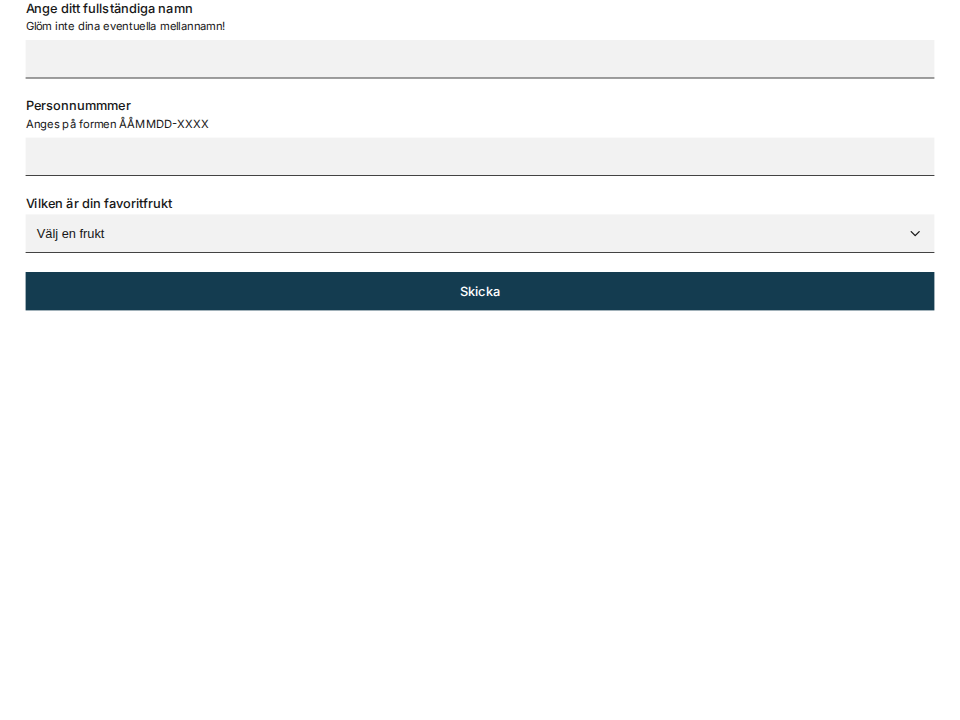 Ange ditt fullständiga namn
Glöm inte dina eventuella mellannamn!
Personnummmer
Anges på formen ÅÅMMDD-XXXX
Vilken är din favoritfrukt
Välj en frukt
Skicka